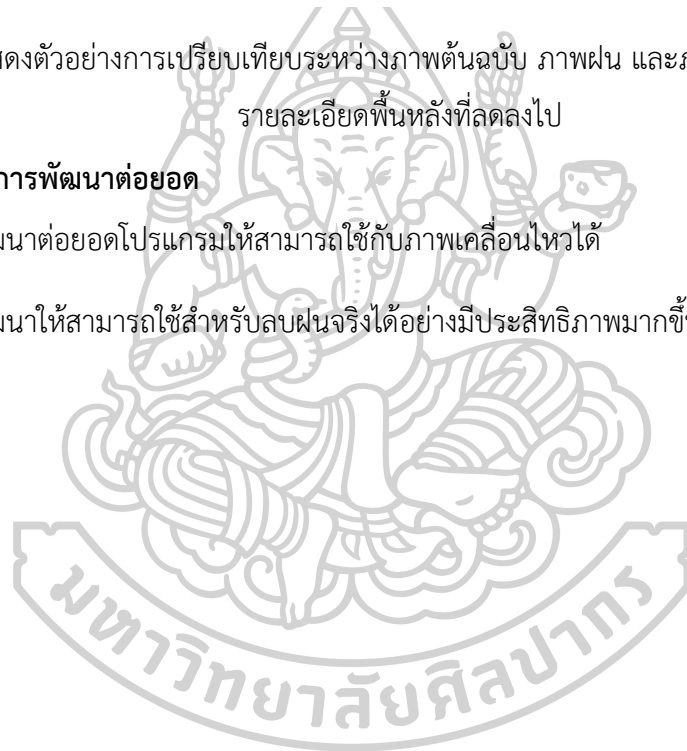 สดงตัวอย่างการเปรียบเทียบระหว่างภาพต้นฉบับ ภาพฝน และภ
รายละเอียดพื้นหลังที่ลดลงไป
การพัฒนาต่อยอด
ฒนาต่อยอดโปรแกรมให้สามารถใช้กับภาพเคลื่อนไหวได้
ฒนาให้สามารถใช้สำหรับลบฝนจริงได้อย่างมีประสิทธิภาพมากขึ้น
มหาวิทยาลัยศิลปากร